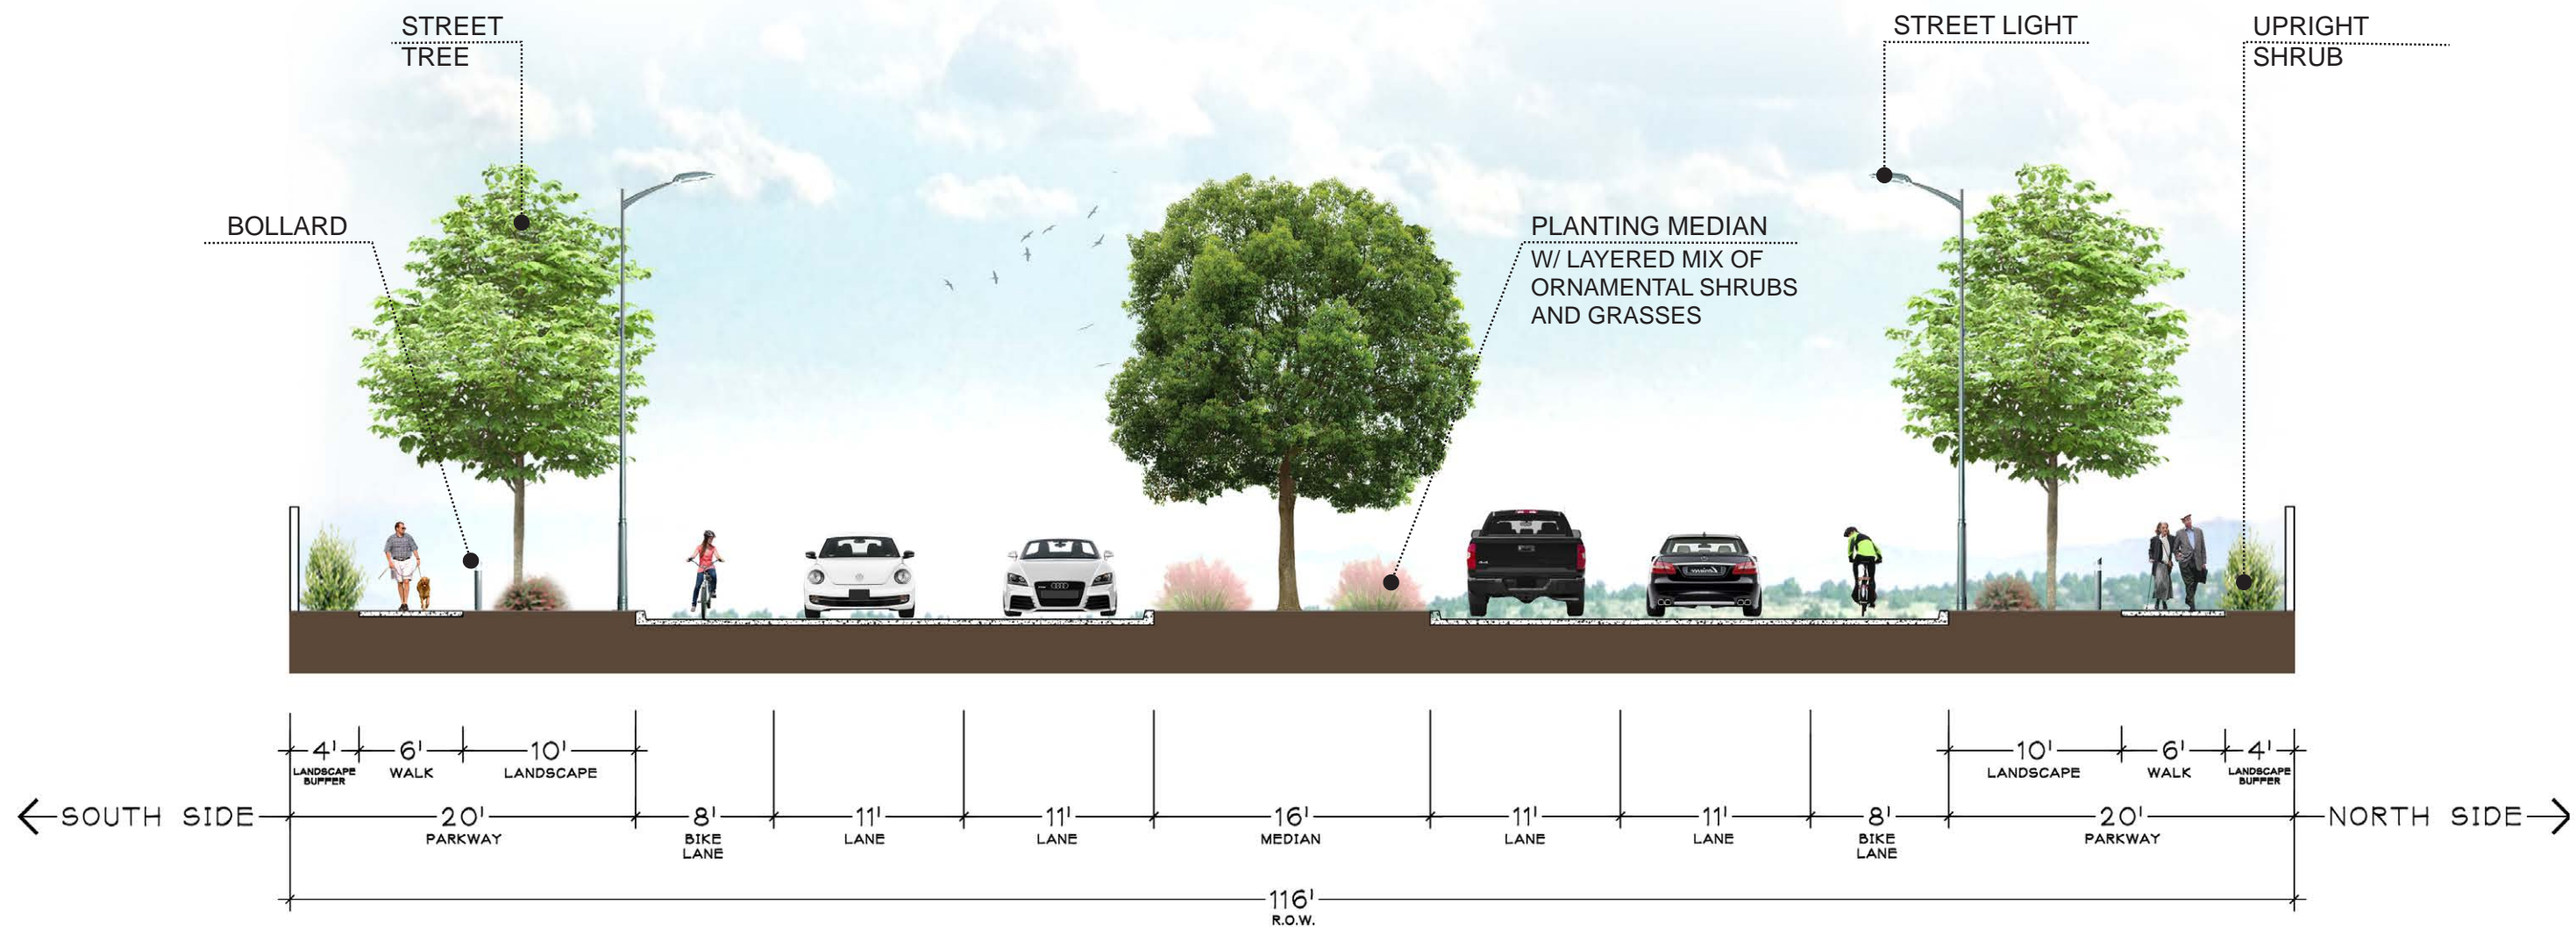 STREET
TREE
STREET LIGHT
UPRIGHT
SHRUB
BOLLARD
PLANTING MEDIAN
W/ LAYERED MIX OF
ORNAMENTAL SHRUBS
AND GRASSES
4' 6' 10' 10' 6' 4'
LANDSCAPE
BUFFER
WALK
LANDSCAPE
LANDSCAPE
WALK
LANDSCAPE
BUFFER
SOUTH SIDE 20' 8' 11' 11' 16' 11' 11' 8' 20' NORTH SIDE
PARKWAY
BIKE
LANE
LANE
LANE
MEDIAN
LANE
LANE
BIKE
LANE
PARKWAY
116'
R.O.W.